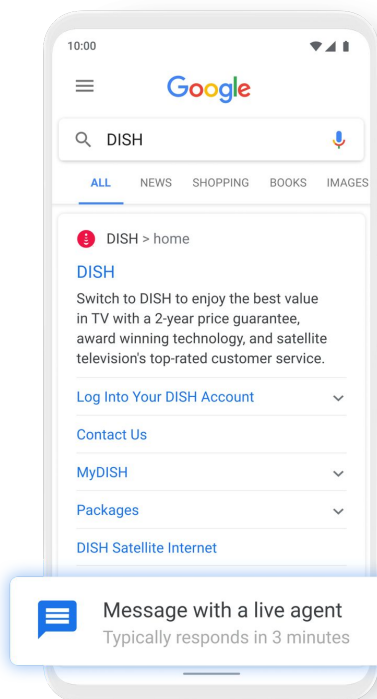 10:00
Google
DISH
ALL NEWS SHOPPING BOOKS IMAGES
DISH > home
DISH
Switch to DISH to enjoy the best value
in TV with a 2-year price guarantee,
award winning technology, and satellite
television's top-rated customer service.
Log Into Your DISH Account
Contact Us
MyDISH
Packages
DISH Satellite Internet
Message with a live agent
Typically responds in 3 minutes